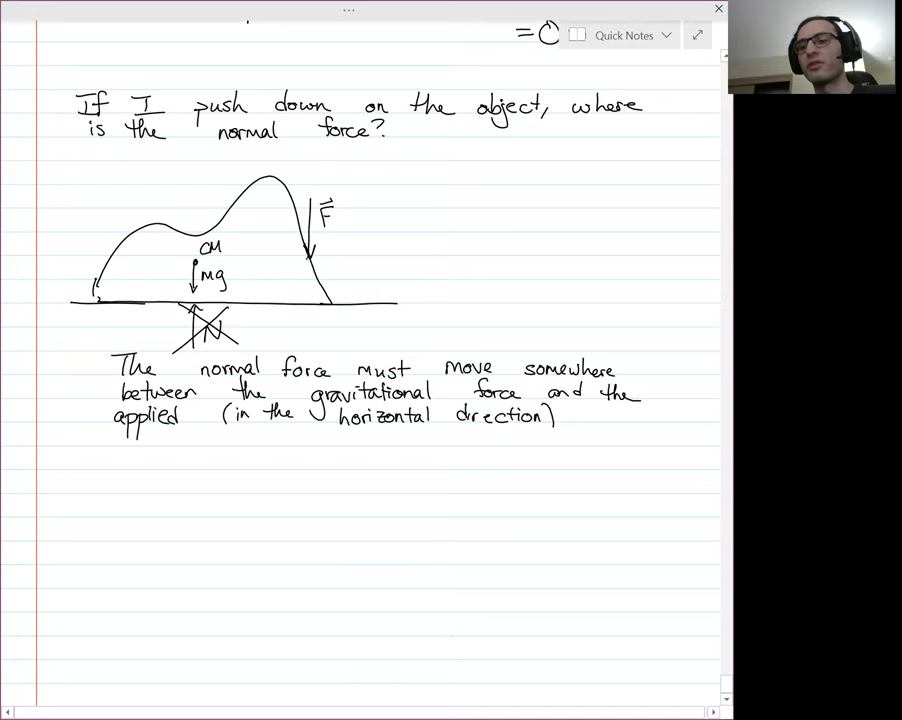 = 0
Quick Notes
If I push down on the object, where
is the normal force?
F
CM
Mg
N
The normal force must move somewhere
between the gravitational force and the
applied (in the horizontal direction)